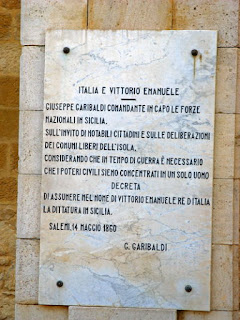 ITALIA E VITTORIO EMANUELE
GIUSEPPE GARIBALDI COMANDANTE IN CAPO LE FORZE
NAZIONALI IN SICILIA.
SULL'INVITO DI NOTABILI CITTADINI E SULLE DELIBERAZIONI
DEI COMUNI LIBERI DELL'ISOLA.
CONSIDERANDO CHE IN TEMPO DI GUERRA È NECESSARIO
CHE I POTERI CIVILI SIENO CONCENTRATI IN UN SOLO UOMO
DECRETA
DI ASSUMERE NEL NOME DI VITTORIO EMANUELE RE D'ITALIA
LA DITTATURA IN SICILIA.
SALEMI, 14 MAGGIO 1860
G. GARIBALDI